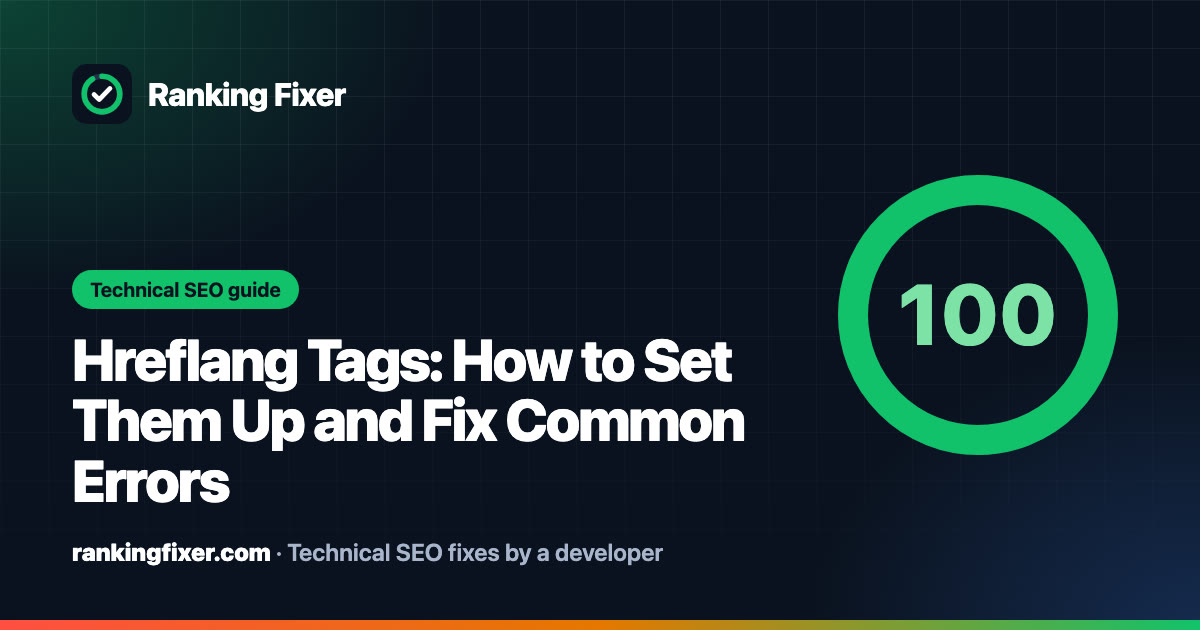 Ranking Fixer
Technical SEO guide
Hreflang Tags: How to Set
Them Up and Fix Common
Errors
100
rankingfixer.com · Technical SEO fixes by a developer